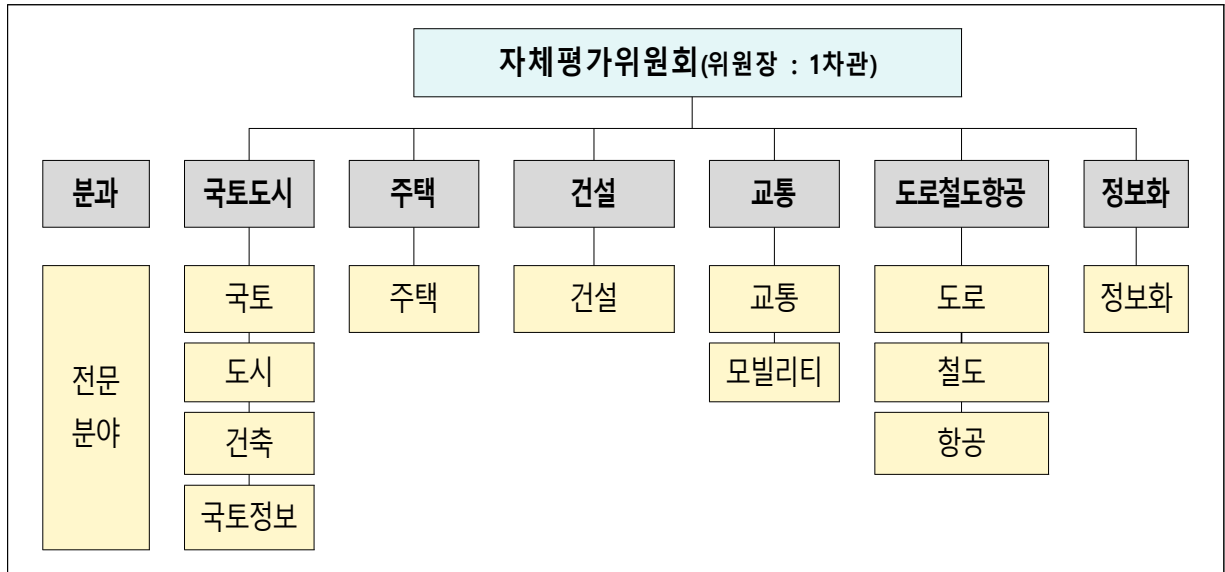 자체평가위원회(위원장 : 1차관)
분과 국토도시 주택 건설 교통 도로철도항공 정보화
국토 주택 건설 교통 도로 정보화
도시 모빌리티 철도
전문
분야
건축 항공
국토정보